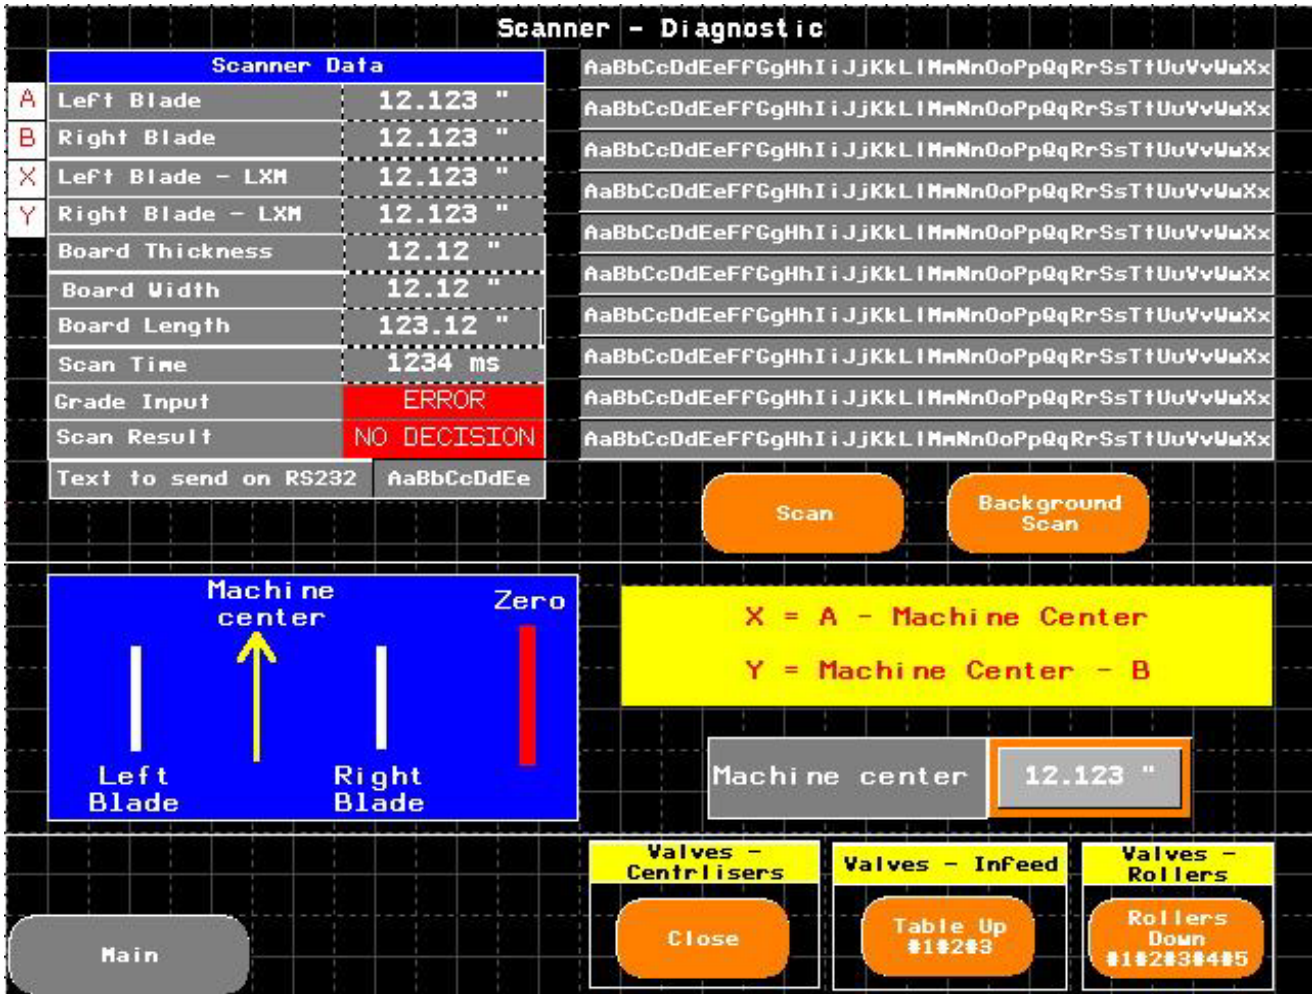 Scanner - Diagnostic
Scanner Data
A Left Blade 12.123 "
B Right Blade 12.123 "
X Left Blade - LXM 12.123 "
Y Right Blade - LXM 12.123 "
Board Thickness 12.12 "
Board Width 12.12 "
Board Length 123.12 "
Scan Time 1234 ms
Grade Input ERROR
Scan Result NO DECISION
Text to send on RS232 AaBbCcDdEe
AaBbCcDdEeFfGgHhIiJjKkLlMmNnOoPpQqRrSsTtUuVvWwXx
AaBbCcDdEeFfGgHhIiJjKkLlMmNnOoPpQqRrSsTtUuVvWwXx
AaBbCcDdEeFfGgHhIiJjKkLlMmNnOoPpQqRrSsTtUuVvWwXx
AaBbCcDdEeFfGgHhIiJjKkLlMmNnOoPpQqRrSsTtUuVvWwXx
AaBbCcDdEeFfGgHhIiJjKkLlMmNnOoPpQqRrSsTtUuVvWwXx
AaBbCcDdEeFfGgHhIiJjKkLlMmNnOoPpQqRrSsTtUuVvWwXx
AaBbCcDdEeFfGgHhIiJjKkLlMmNnOoPpQqRrSsTtUuVvWwXx
AaBbCcDdEeFfGgHhIiJjKkLlMmNnOoPpQqRrSsTtUuVvWwXx
AaBbCcDdEeFfGgHhIiJjKkLlMmNnOoPpQqRrSsTtUuVvWwXx
AaBbCcDdEeFfGgHhIiJjKkLlMmNnOoPpQqRrSsTtUuVvWwXx
Scan
Background
Scan
Machine
center
Zero
Left
Blade
Right
Blade
X = A - Machine Center
Y = Machine Center - B
Machine center 12.123 "
Valves -
Centrlisers
Close
Valves - Infeed
Table Up
#1#2#3
Valves -
Rollers
Rollers
Down
#1#2#3#4#5
Main